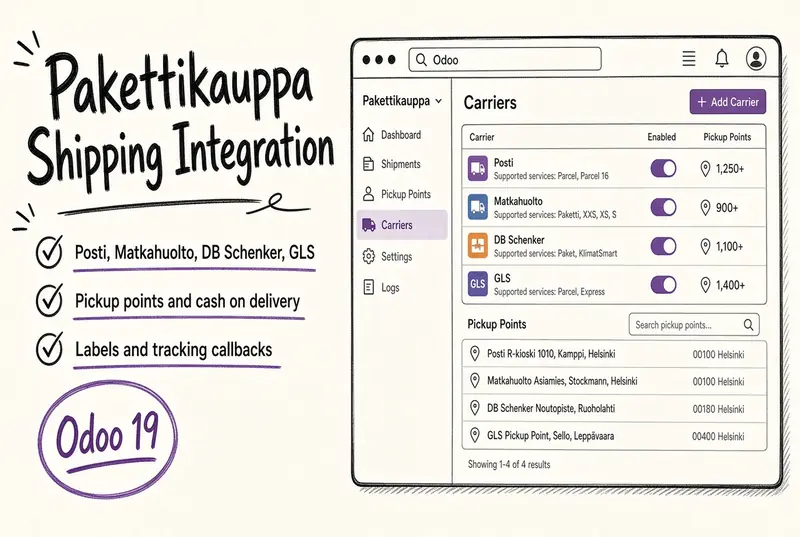 Pakettikauppa
Shipping Integration
Posti, Matkahuolto, DB Schenker, GLS
Pickup points and cash on delivery
Labels and tracking callbacks
Odoo 19
Odoo
Pakettikauppa
Dashboard
Shipments
Pickup Points
Carriers
Settings
Logs
Carriers
+ Add Carrier
Carrier Enabled Pickup Points
Posti
Supported services: Parcel, Parcel 16
1,250+
Matkahuolto
Supported services: Paketti, XXS, XS, S
900+
DB Schenker
Supported services: Paket, KlimatSmart
1,100+
GLS
GLS
Supported services: Parcel, Express
1,400+
Pickup Points
Search pickup points...
Posti R-kioski 1010, Kamppi, Helsinki 00100 Helsinki
Matkahuolto Asiamies, Stockmann, Helsinki 00100 Helsinki
DB Schenker Noutopiste, Ruoholahti 00180 Helsinki
GLS Pickup Point, Sello, Leppävaara 00400 Helsinki
Showing 1-4 of 4 results